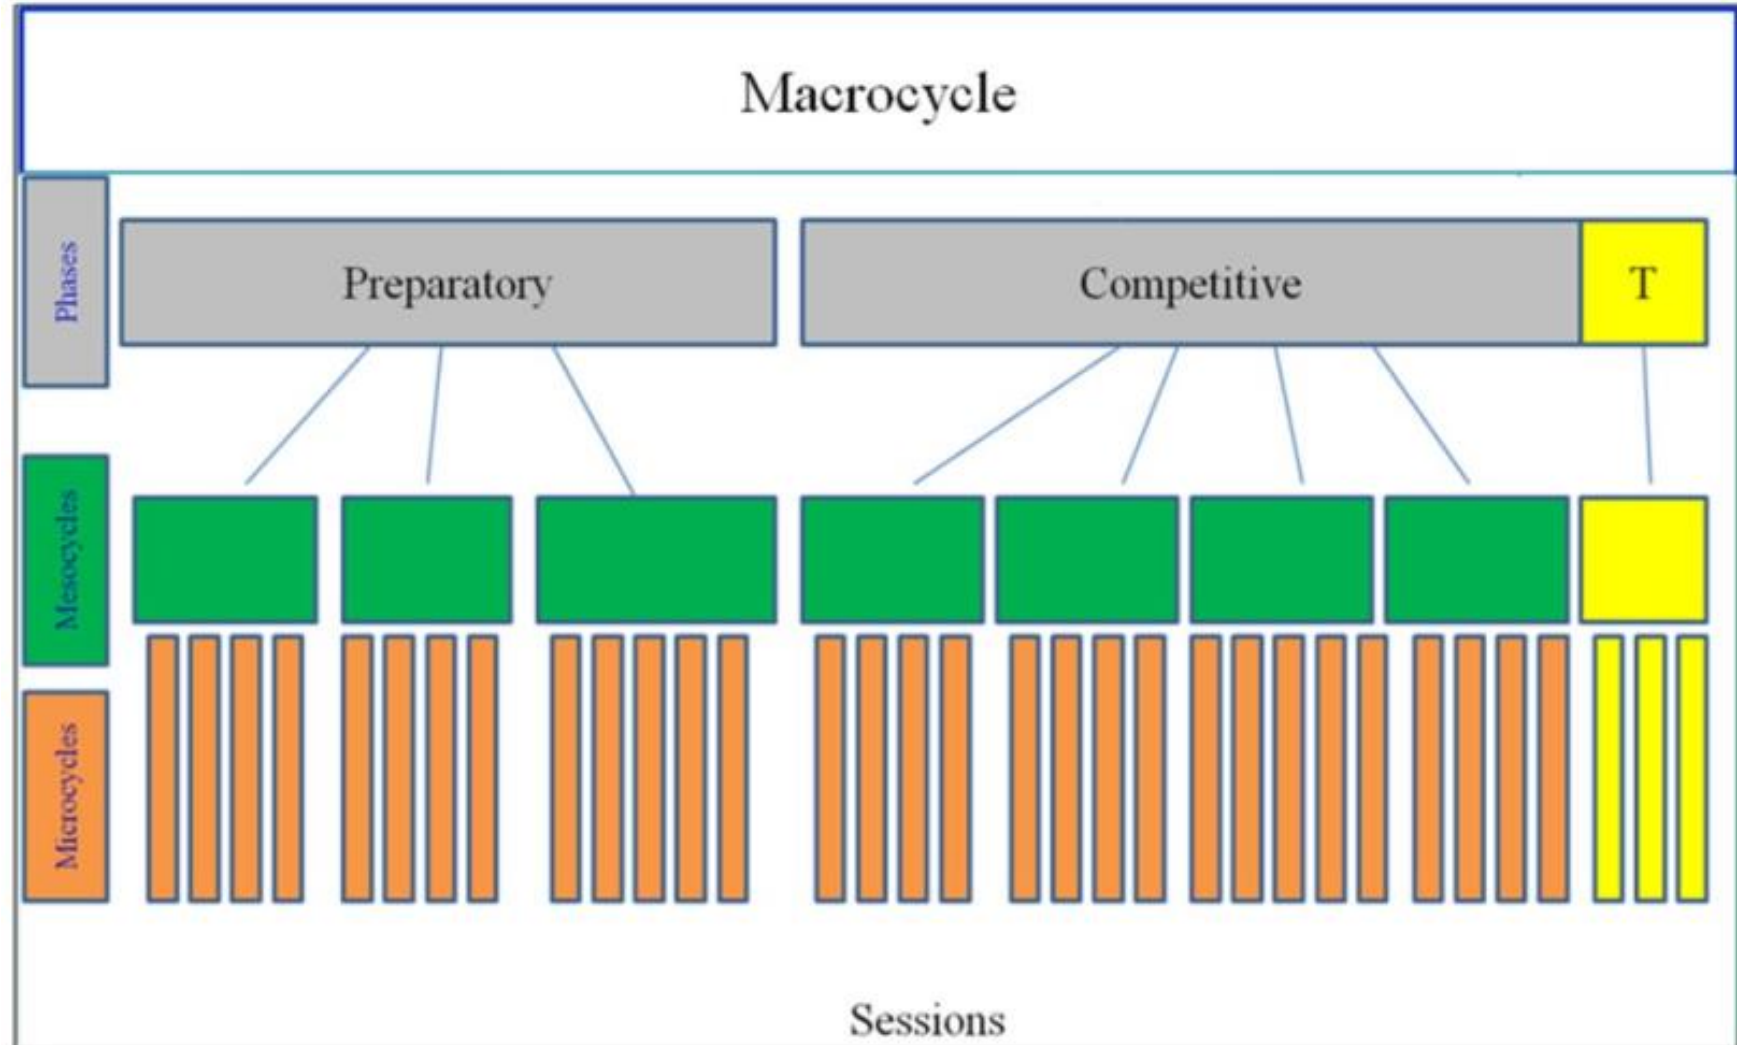 Macrocycle
Phases
Preparatory
Competitive
T
Mesocycles
Microcycles
Sessions